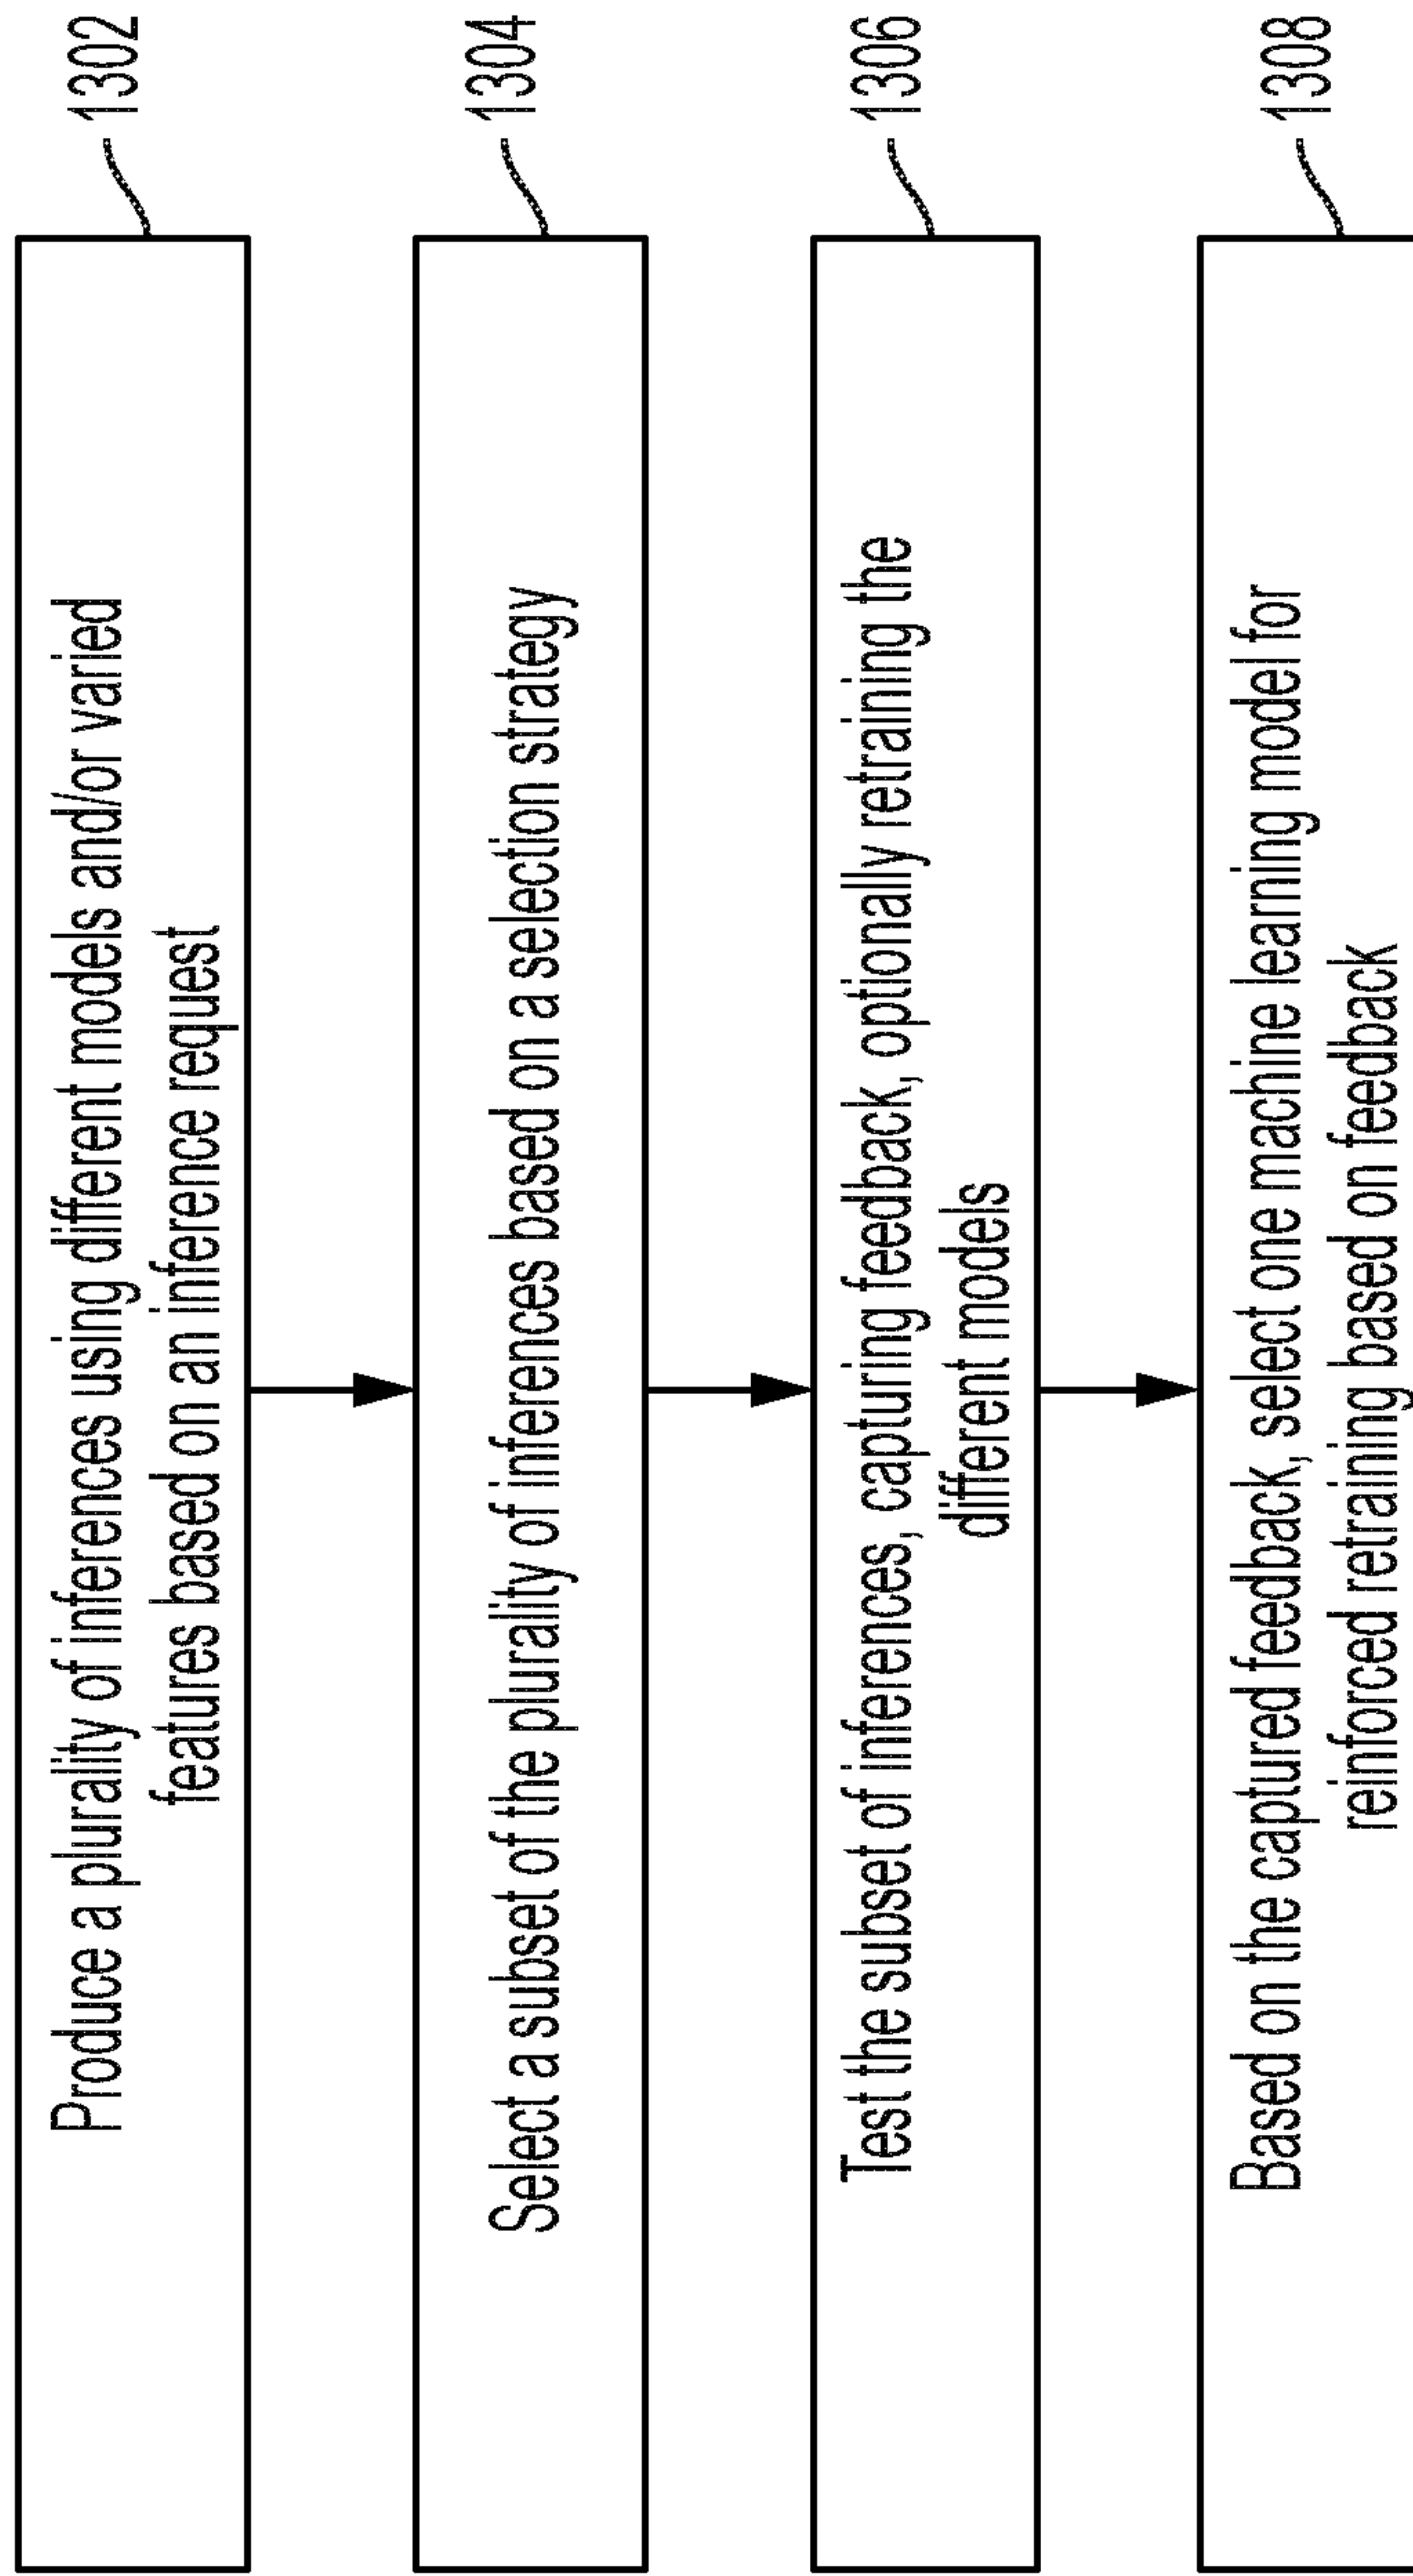 Produce a plurality of inferences using different models and/or varied
features based on an inference request
1302
Select a subset of the plurality of inferences based on a selection strategy
1304
Test the subset of inferences, capturing feedback, optionally retraining the
different models
1306
Based on the captured feedback, select one machine learning model for
reinforced retraining based on feedback
1308